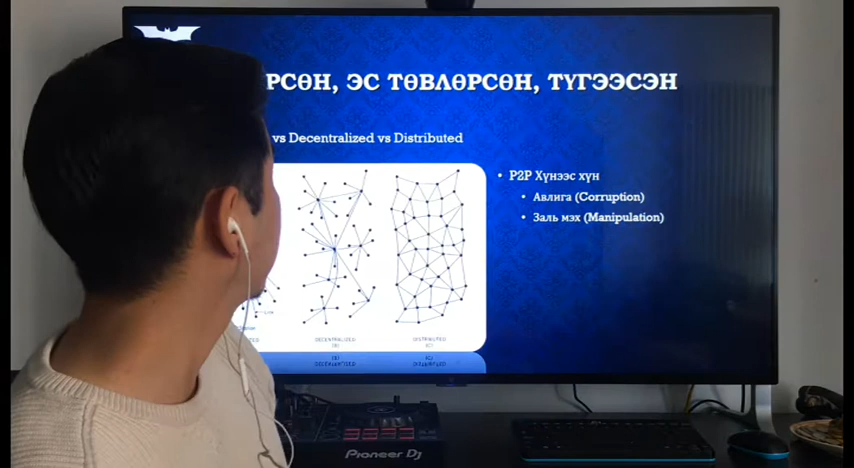 РСӨН, ЭС ТӨВЛӨРСӨН, ТҮГЭЭСЭН
vs Decentralized vs Distributed
• P2P Хүнээс хүн
• Авлига (Corruption)
• Заль мэх (Manipulation)
DECENTRALIZED
(B)
DISTRIBUTED
(C)
Pioneer Dj